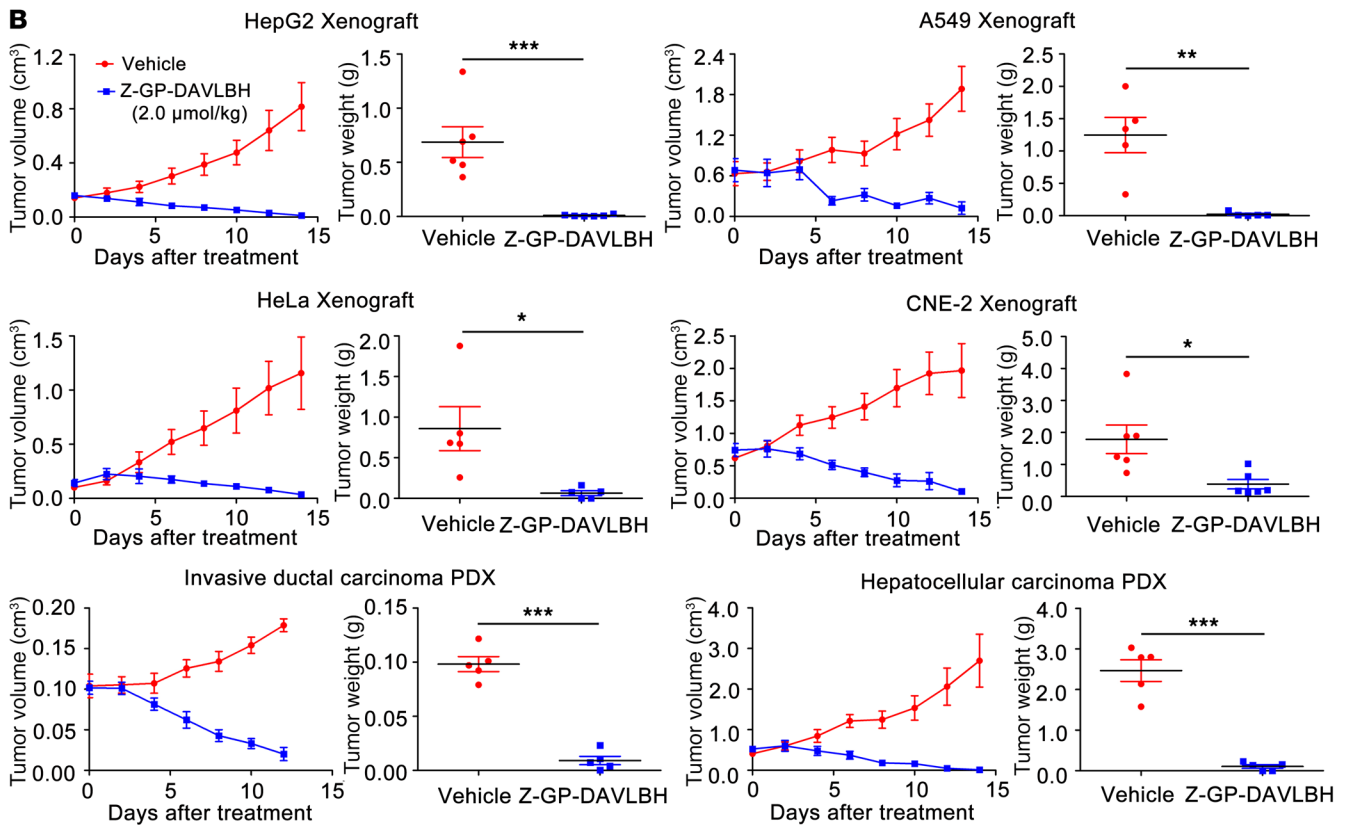 B
HepG2 Xenograft
Tumor volume (cm³)
1.2
0.8
0.4
0.0
0
5
10
15
Days after treatment
Vehicle
Z-GP-DAVLBH
(2.0 µmol/kg)
Tumor weight (g)
1.5
1.0
0.5
0.0
***
Vehicle Z-GP-DAVLBH
A549 Xenograft
Tumor volume (cm³)
2.4
1.8
1.2
0.6
0.0
0
5
10
15
Days after treatment
Tumor weight (g)
2.5
2.0
1.5
1.0
0.5
0.0
**
Vehicle Z-GP-DAVLBH
HeLa Xenograft
Tumor volume (cm³)
1.5
1.0
0.5
0.0
0
5
10
15
Days after treatment
Tumor weight (g)
2.0
1.5
1.0
0.5
0.0
*
Vehicle Z-GP-DAVLBH
CNE-2 Xenograft
Tumor volume (cm³)
2.5
2.0
1.5
1.0
0.5
0.0
0
5
10
15
Days after treatment
Tumor weight (g)
5.0
4.0
3.0
2.0
1.0
0.0
*
Vehicle Z-GP-DAVLBH
Invasive ductal carcinoma PDX
Tumor volume (cm³)
0.20
0.15
0.10
0.05
0.00
0
5
10
15
Days after treatment
Tumor weight (g)
0.15
0.10
0.05
0.00
***
Vehicle Z-GP-DAVLBH
Hepatocellular carcinoma PDX
Tumor volume (cm³)
4.0
3.0
2.0
1.0
0.0
0
5
10
15
Days after treatment
Tumor weight (g)
4.0
3.0
2.0
1.0
0.0
***
Vehicle Z-GP-DAVLBH